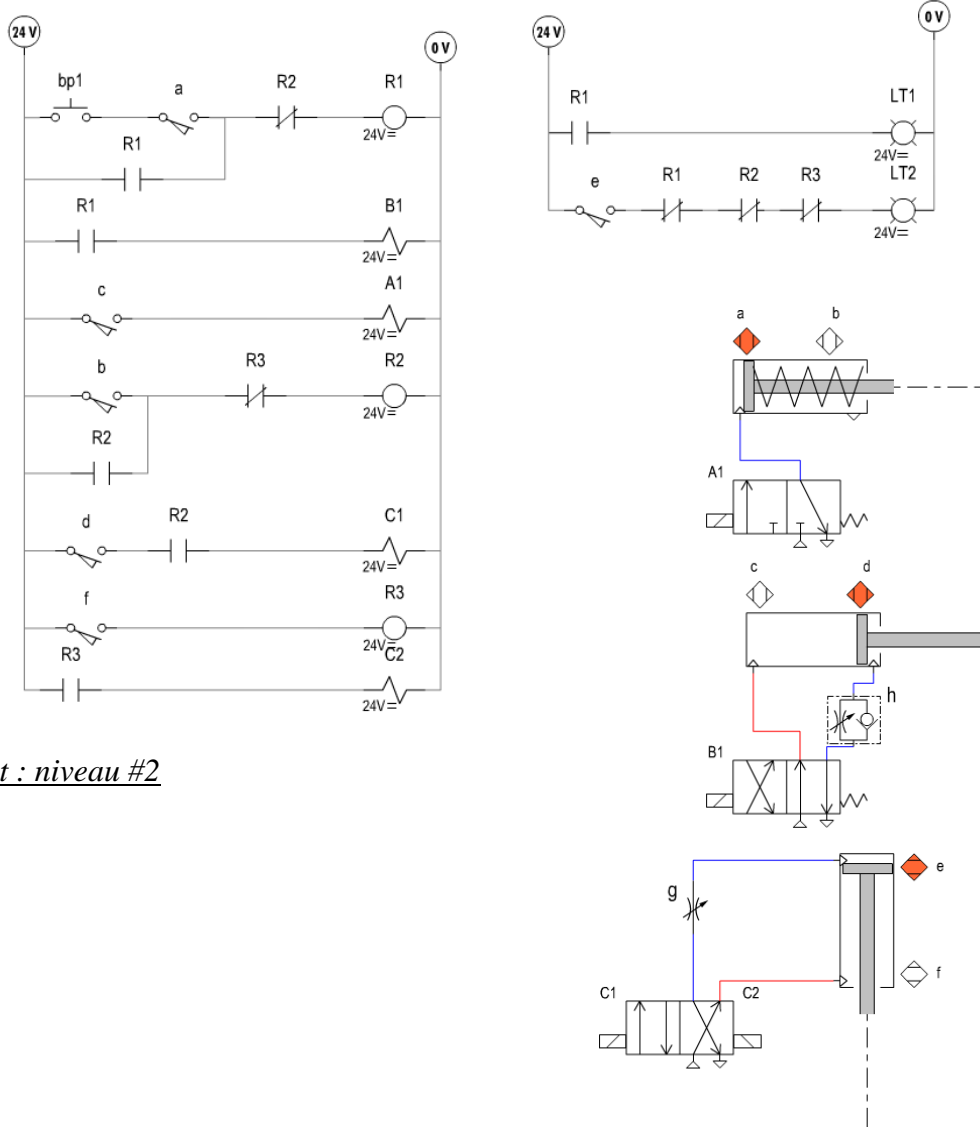 24 V
0 V
bp1 a R2 R1
24V=
R1
R1 B1
24V=
c A1
24V=
b R3 R2
24V=
R2
d R2 C1
24V=
f R3
24V=
R3 C2
24V=
t : niveau #2
24 V
0 V
R1 LT1
24V=
e R1 R2 R3 LT2
24V=
a b
A1
c d
h
B1
e
g
f
C1 C2